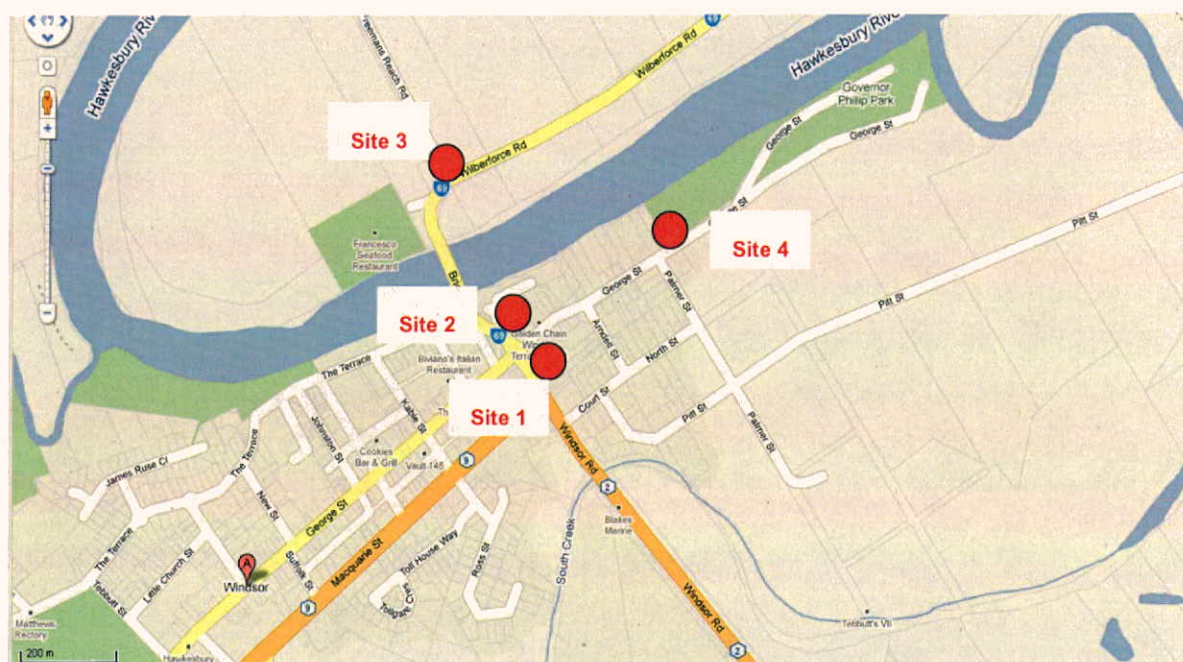 Hawkesbury River
Freemans Reach Rd
69
Wilberforce Rd
Hawkesbury River
Governor
Phillip Park
George St
George St
Site 3
Wilberforce Rd
69
Francesco
Seafood
Restaurant
Site 4
George St
Palmer St
Pitt St
Pitt St
Site 2
69
Golden Chain
Arndell St
North St
The Terrace
Biviano's Italian
Restaurant
Site 1
Court St
Pitt St
Palmer St
Kable St
Johnston St
Cookies
Bar & Grill
Vault 146
9
Windsor Rd
2
Blakes
Marine
James Ruse Cl
The Terrace
New St
George St
Macquarie St
Toll House Way
Ross St
South Creek
The Terrace
Little Church St
A
Windsor
Suffolk St
Tollgate Cres
Windsor Rd
Tebbutt St
9
Tebbutt's VII
Matthews
Rectory
Hawkesbury
2
200 m